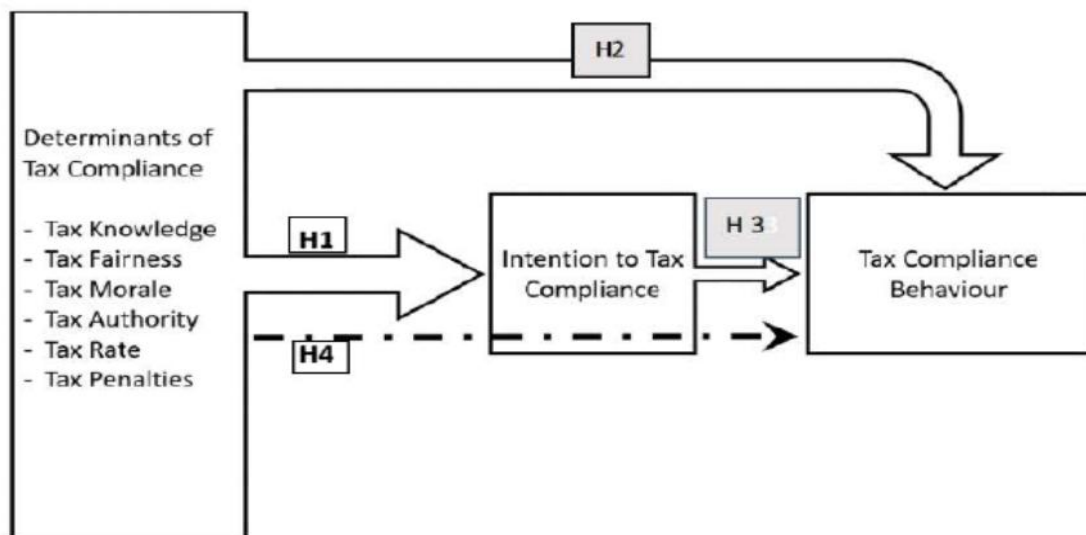 H2
Determinants of
Tax Compliance
- Tax Knowledge
- Tax Fairness
- Tax Morale
- Tax Authority
- Tax Rate
- Tax Penalties
H1
H4
Intention to Tax
Compliance
H 3
Tax Compliance
Behaviour